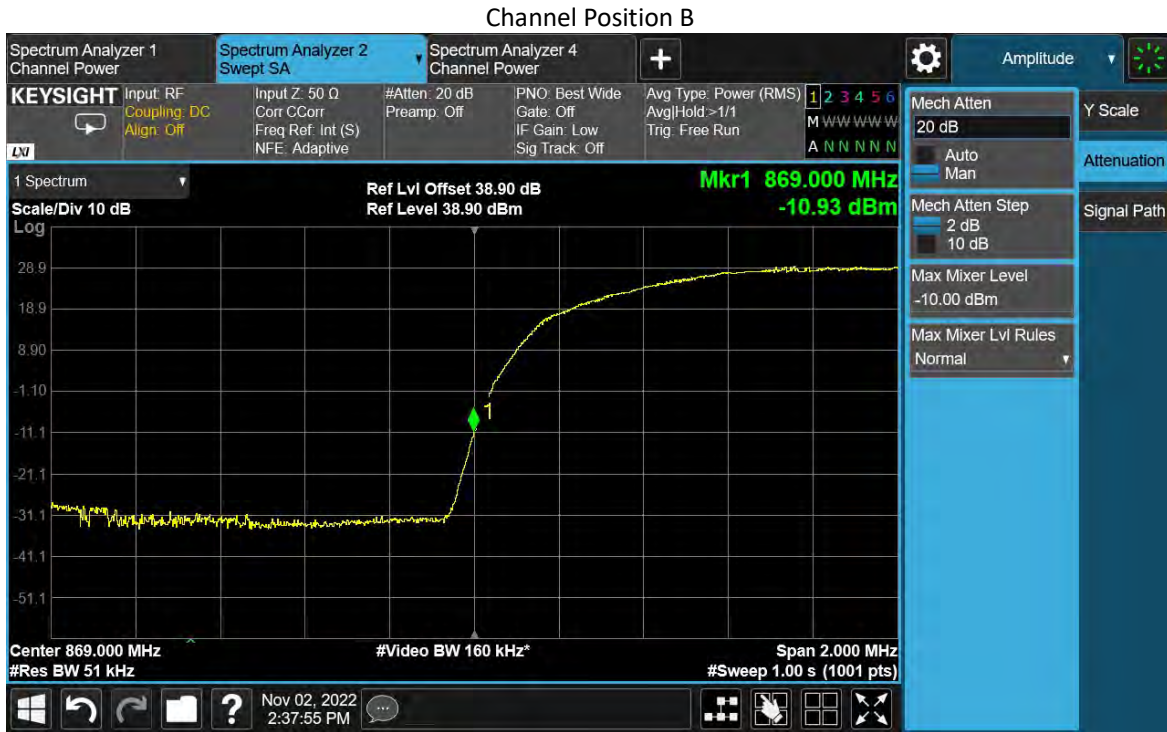 Channel Position B
Spectrum Analyzer 1
Channel Power
Spectrum Analyzer 2
Swept SA
Spectrum Analyzer 4
Channel Power
+
Amplitude
KEYSIGHT
LXI
Input: RF
Coupling: DC
Align: Off
Input Z: 50 Ω
Corr CCorr
Freq Ref: Int (S)
NFE: Adaptive
#Atten: 20 dB
Preamp: Off
PNO: Best Wide
Gate: Off
IF Gain: Low
Sig Track: Off
Avg Type: Power (RMS)
Avg|Hold:>1/1
Trig: Free Run
1 2 3 4 5 6
M W W W W W
A N N N N N
1 Spectrum
Scale/Div 10 dB
Log
Ref Lvl Offset 38.90 dB
Ref Level 38.90 dBm
Mkr1 869.000 MHz
-10.93 dBm
28.9
18.9
8.90
-1.10
-11.1
-21.1
-31.1
-41.1
-51.1
1
Center 869.000 MHz
#Res BW 51 kHz
#Video BW 160 kHz*
Span 2.000 MHz
#Sweep 1.00 s (1001 pts)
Mech Atten
20 dB
Auto
Man
Mech Atten Step
2 dB
10 dB
Max Mixer Level
-10.00 dBm
Max Mixer Lvl Rules
Normal
Y Scale
Attenuation
Signal Path
?
Nov 02, 2022
2:37:55 PM